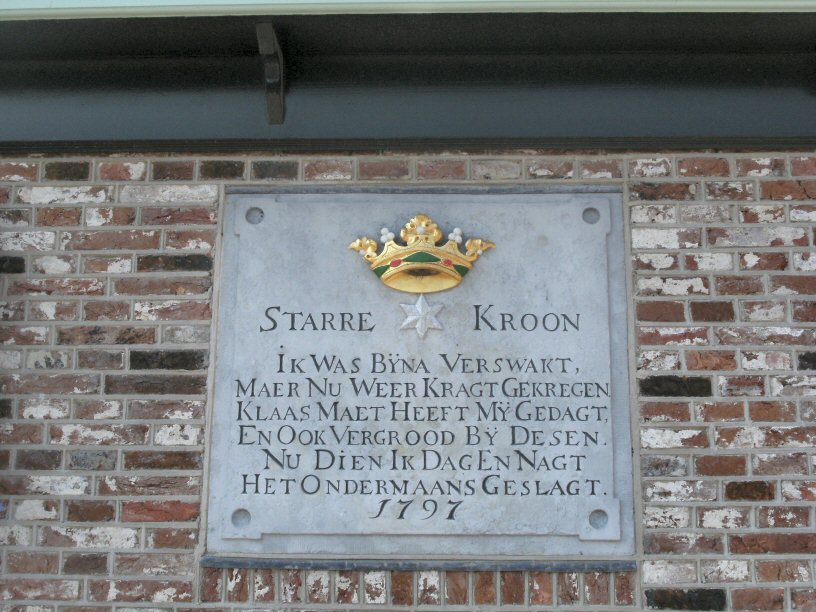 STARRE KROON
IK WAS BŸNA VERSWAKT,
MAER NU WEER KRAGT GEKREGEN
KLAAS MAET HEEFT MŸ GEDAGT,
EN OOK VERGROOD BŸ DESEN.
NU DIEN IK DAG EN NAGT
HET ONDERMAANS GESLAGT.
1797